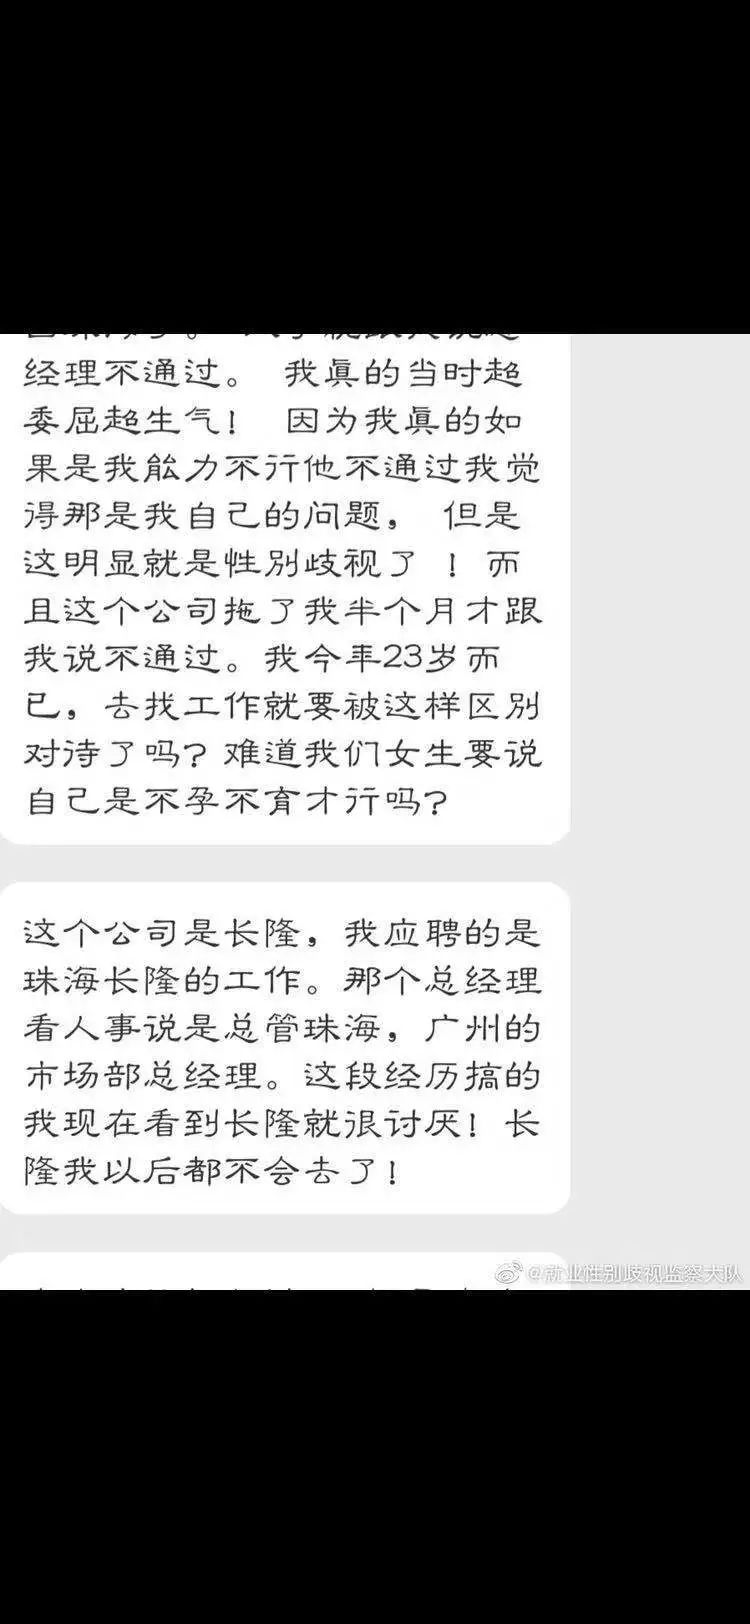 经理不通过。 我真的当时超
委屈超生气！ 因为我真的如
果是我能力不行他不通过我觉
得那是我自己的问题， 但是
这明显就是性别歧视了 ！而
且这个公司拖了我半个月才跟
我说不通过。我今年23岁而
已，去找工作就要被这样区别
对待了吗？难道我们女生要说
自己是不孕不育才行吗？
这个公司是长隆，我应聘的是
珠海长隆的工作。那个总经理
看人事说是总管珠海，广州的
市场部总经理。这段经历搞的
我现在看到长隆就很讨厌！长
隆我以后都不会去了！
@就业性别歧视监察大队